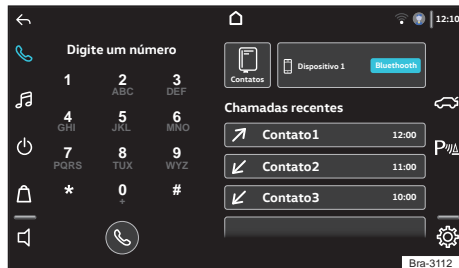 12:10
Digite um número
1 2 3
ABC DEF
4 5 6
GHI JKL MNO
7 8 9
PQRS TUX WYZ
* 0 #
+
Contatos
Dispositivo 1
Bluethooth
Chamadas recentes
Contato1 12:00
Contato2 11:00
Contato3 10:00
P
Bra-3112